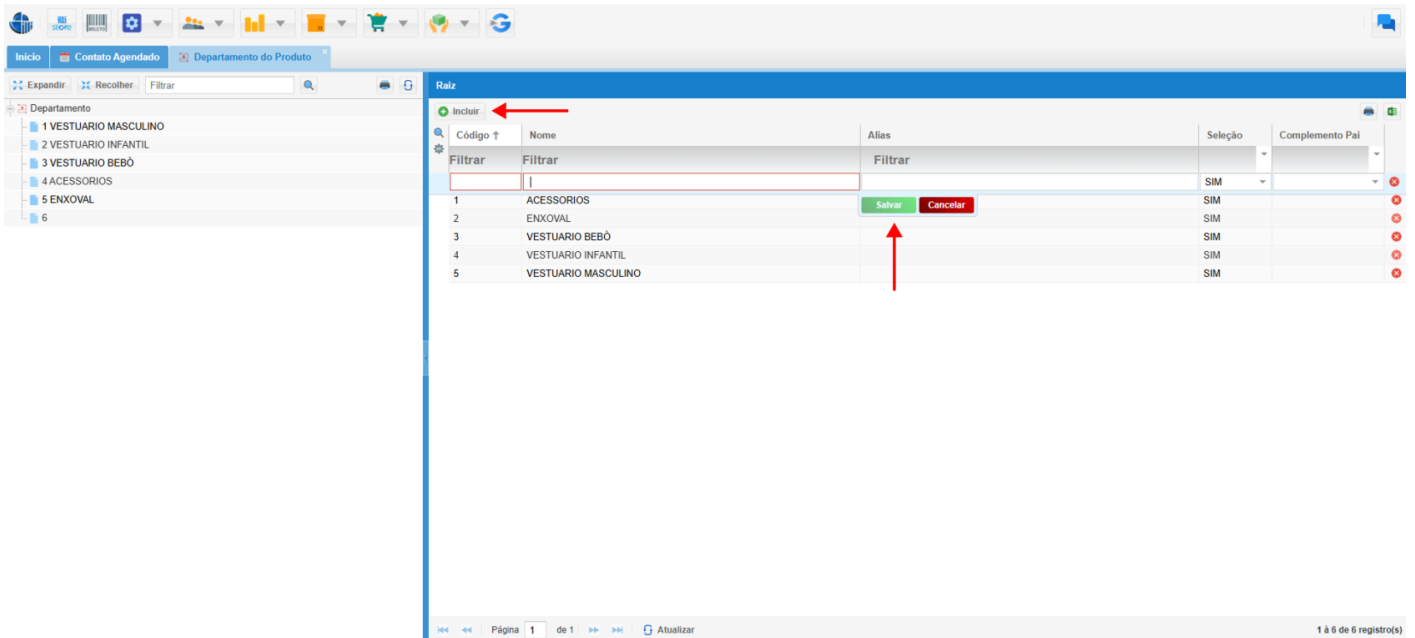 store
BOLETO
Início Contato Agendado Departamento do Produto
Expandir Recolher Filtrar
Departamento
1 VESTUARIO MASCULINO
2 VESTUARIO INFANTIL
3 VESTUARIO BEBÒ
4 ACESSORIOS
5 ENXOVAL
6
Raiz
Incluir
Código ↑ Nome Alias Seleção Complemento Pai
Filtrar Filtrar Filtrar
SIM
1 ACESSORIOS SIM
Salvar Cancelar
2 ENXOVAL SIM
3 VESTUARIO BEBÒ SIM
4 VESTUARIO INFANTIL SIM
5 VESTUARIO MASCULINO SIM
Página 1 de 1 Atualizar 1 à 6 de 6 registro(s)